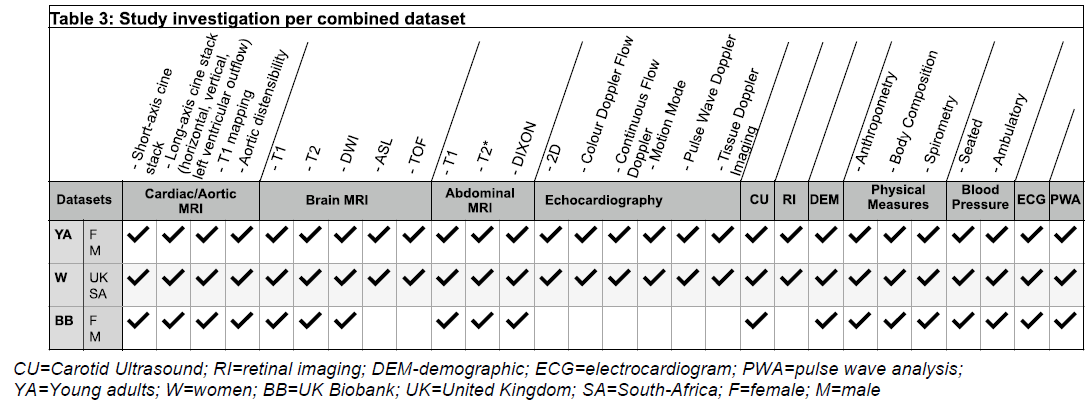 Table 3: Study investigation per combined dataset
- Short-axis cine
stack
- Long-axis cine stack
(horizontal, vertical,
left ventricular outflow)
- T1 mapping
- Aortic distensibility
- T1
- T2
- DWI
- ASL
- TOF
- T1
- T2*
- DIXON
- 2D
- Colour Doppler Flow
- Continuous Flow
Doppler
- Motion Mode
- Pulse Wave Doppler
- Tissue Doppler
Imaging
- Anthropometry
- Body Composition
- Spirometry
- Seated
- Ambulatory
Datasets
Cardiac/Aortic
MRI
Brain MRI
Abdominal
MRI
Echocardiography
CU
RI
DEM
Physical
Measures
Blood
Pressure
ECG
PWA
YA F ✓ ✓ ✓ ✓ ✓ ✓ ✓ ✓ ✓ ✓ ✓ ✓ ✓ ✓ ✓ ✓ ✓ ✓ ✓ ✓ ✓ ✓ ✓ ✓ ✓ ✓ ✓ ✓
M
W UK ✓ ✓ ✓ ✓ ✓ ✓ ✓ ✓ ✓ ✓ ✓ ✓ ✓ ✓ ✓ ✓ ✓ ✓ ✓ ✓ ✓ ✓ ✓ ✓ ✓ ✓ ✓ ✓
SA
BB F ✓ ✓ ✓ ✓ ✓ ✓ ✓ ✓ ✓ ✓ ✓ ✓ ✓ ✓ ✓ ✓ ✓ ✓ ✓
M
CU=Carotid Ultrasound; RI=retinal imaging; DEM-demographic; ECG=electrocardiogram; PWA=pulse wave analysis;
YA=Young adults; W=women; BB=UK Biobank; UK=United Kingdom; SA=South-Africa; F=female; M=male